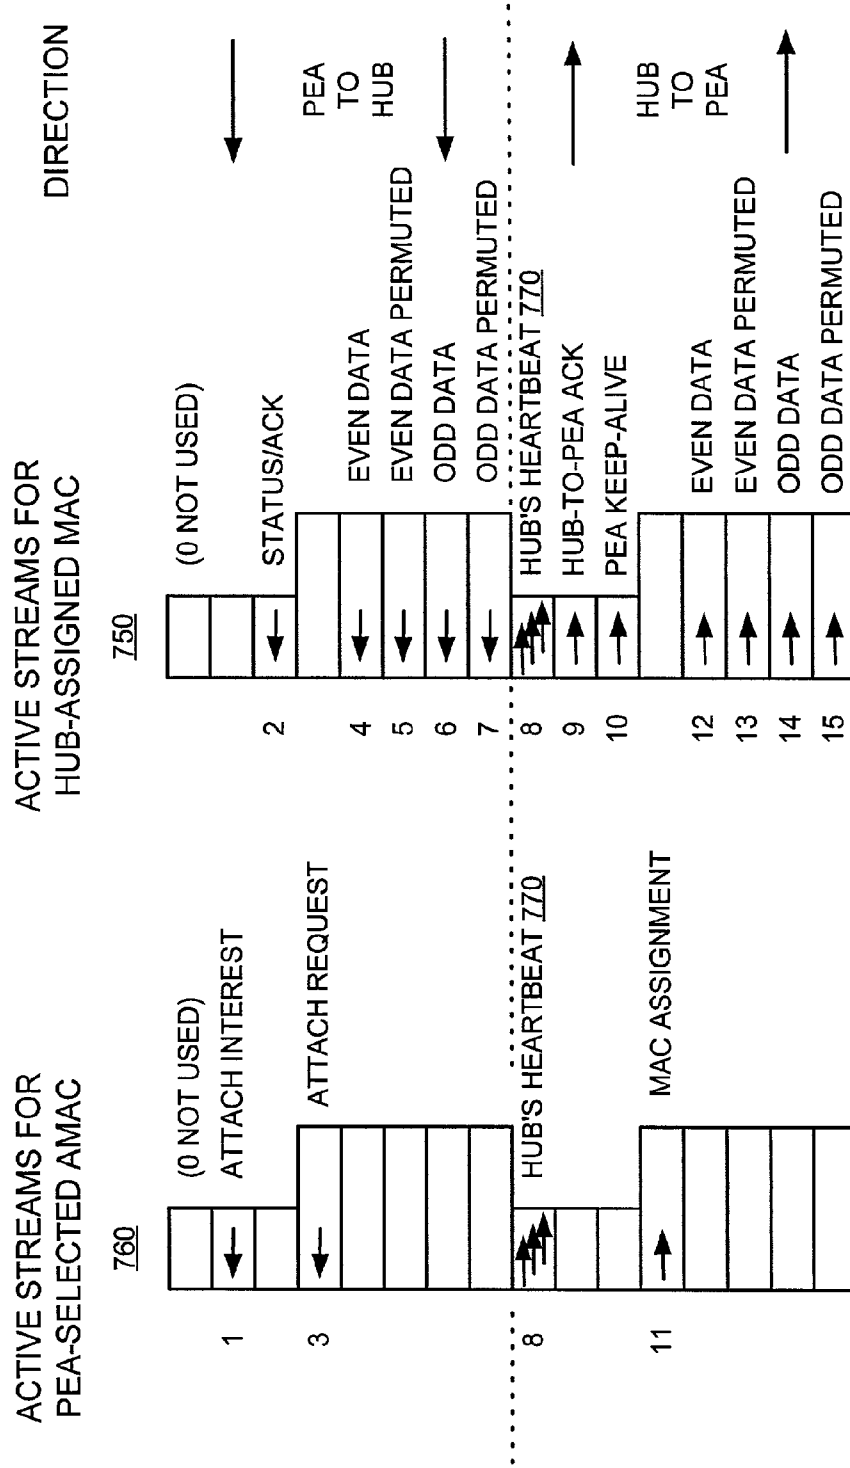 ACTIVE STREAMS FOR
PEA-SELECTED AMAC
760
(0 NOT USED)
1 ATTACH INTEREST
3 ATTACH REQUEST
8 HUB'S HEARTBEAT 770
11 MAC ASSIGNMENT
ACTIVE STREAMS FOR
HUB-ASSIGNED MAC
750
(0 NOT USED)
2 STATUS/ACK
4 EVEN DATA
5 EVEN DATA PERMUTED
6 ODD DATA
7 ODD DATA PERMUTED
8 HUB'S HEARTBEAT 770
9 HUB-TO-PEA ACK
10 PEA KEEP-ALIVE
12 EVEN DATA
13 EVEN DATA PERMUTED
14 ODD DATA
15 ODD DATA PERMUTED
DIRECTION
PEA
TO
HUB
HUB
TO
PEA